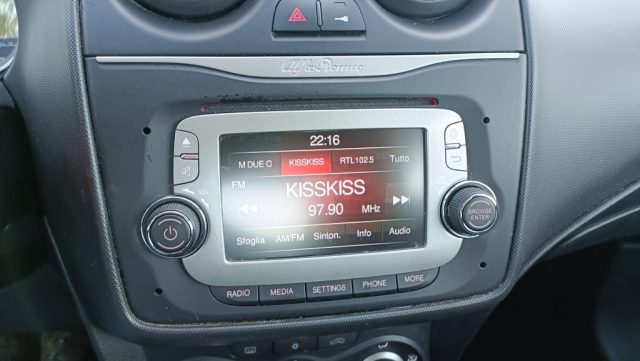 Alfa Romeo
22:16
M DUE O KISSKISS RTL102.5 Tutto
FM
KISSKISS
97.90 MHz
Sfoglia AM/FM Sinton. Info Audio
VOL
BROWSE
ENTER
RADIO MEDIA SETTINGS PHONE MORE